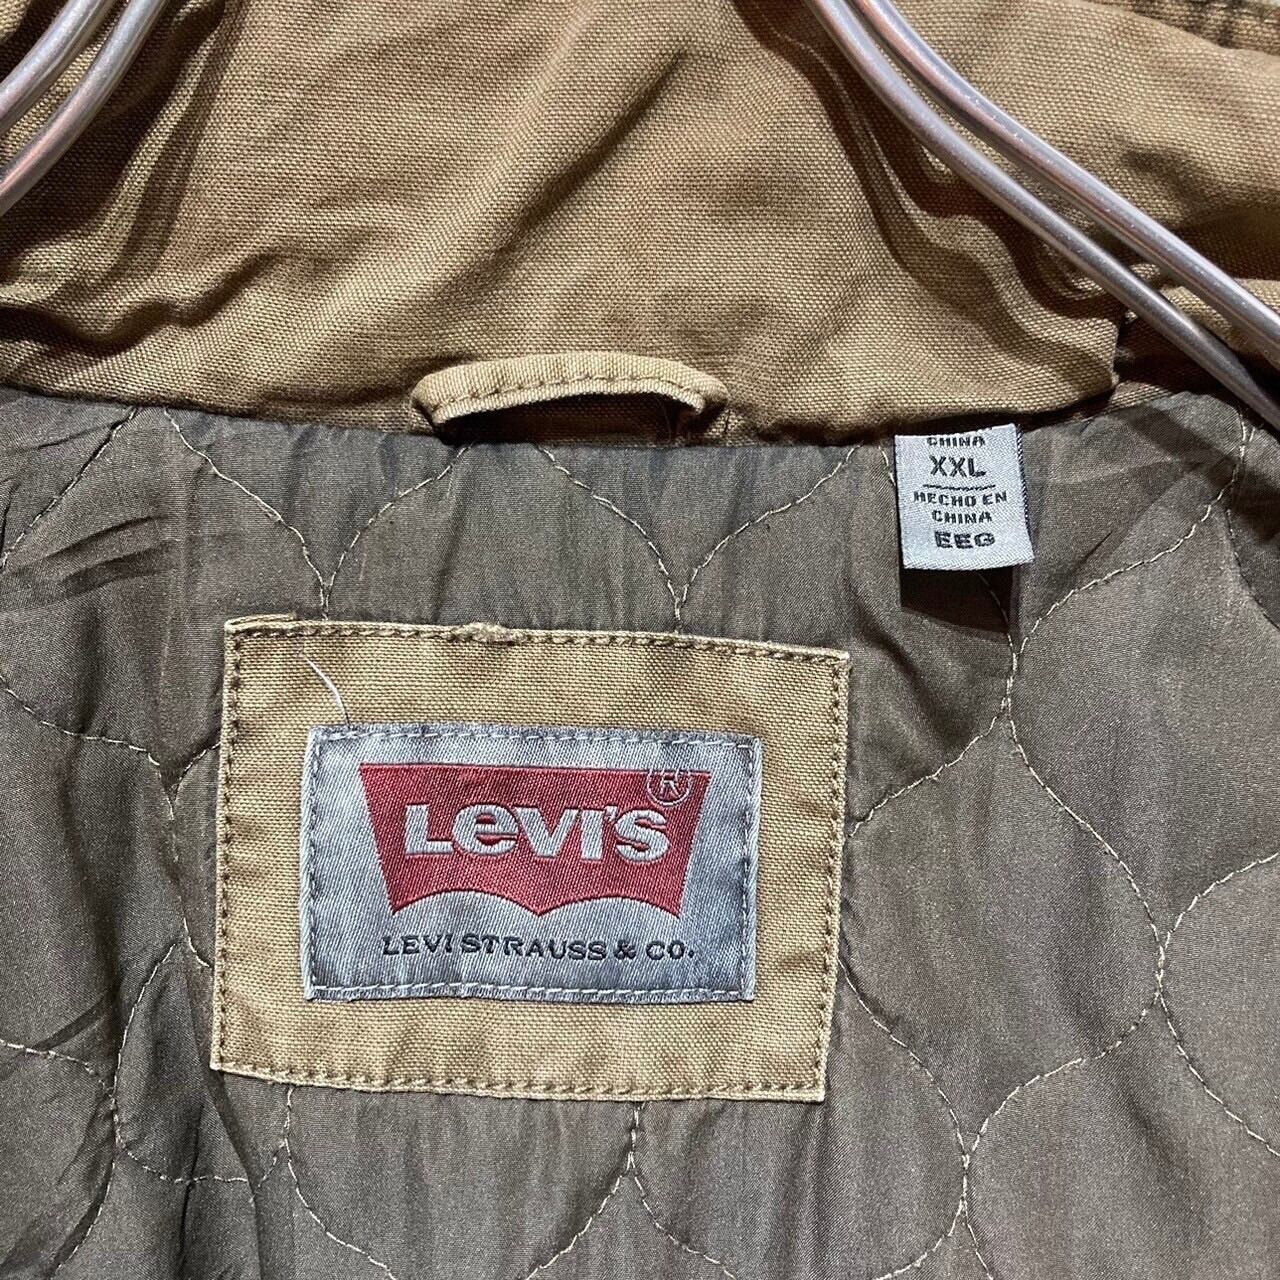 CHINA
XXL
HECHO EN
CHINA
EEG
LEVI'S®
LEVI STRAUSS & CO.